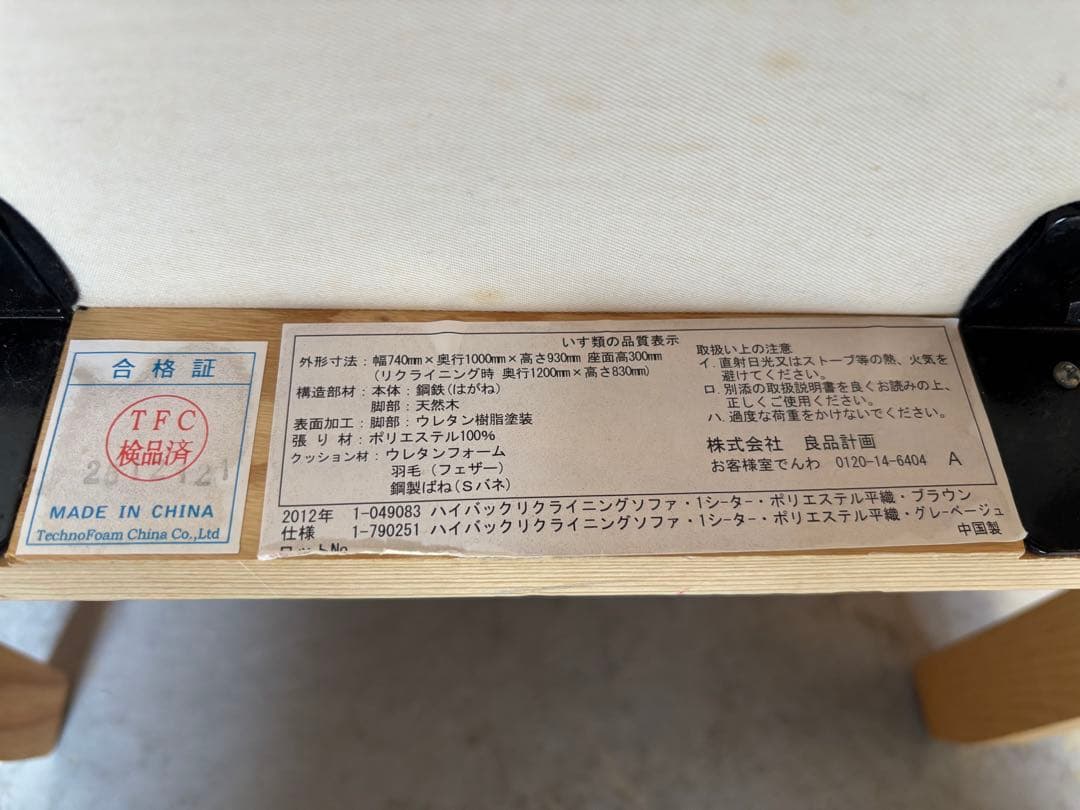 合格証
TFC
検品済
MADE IN CHINA
TechnoFoam China Co.,Ltd
いす類の品質表示
外形寸法：幅740mm×奥行1000mm×高さ930mm 座面高300mm
（リクライニング時 奥行1200mm×高さ830mm）
構造部材：本体：鋼鉄（はがね）
脚部：天然木
表面加工：脚部：ウレタン樹脂塗装
張り材：ポリエステル100%
クッション材：ウレタンフォーム
羽毛（フェザー）
鋼製ばね（Sバネ）
取扱い上の注意
イ．直射日光又はストーブ等の熱、火気を
避けてください。
ロ．別添の取扱説明書を良くお読みの上、
正しくご使用ください。
ハ．過度な荷重をかけないでください。
株式会社 良品計画
お客様室でんわ 0120-14-6404 A
2012年 1-049083 ハイバックリクライニングソファ・1シーター・ポリエステル平織・ブラウン
仕様 1-790251 ハイバックリクライニングソファ・1シーター・ポリエステル平織・グレーベージュ
中国製
ロットNo